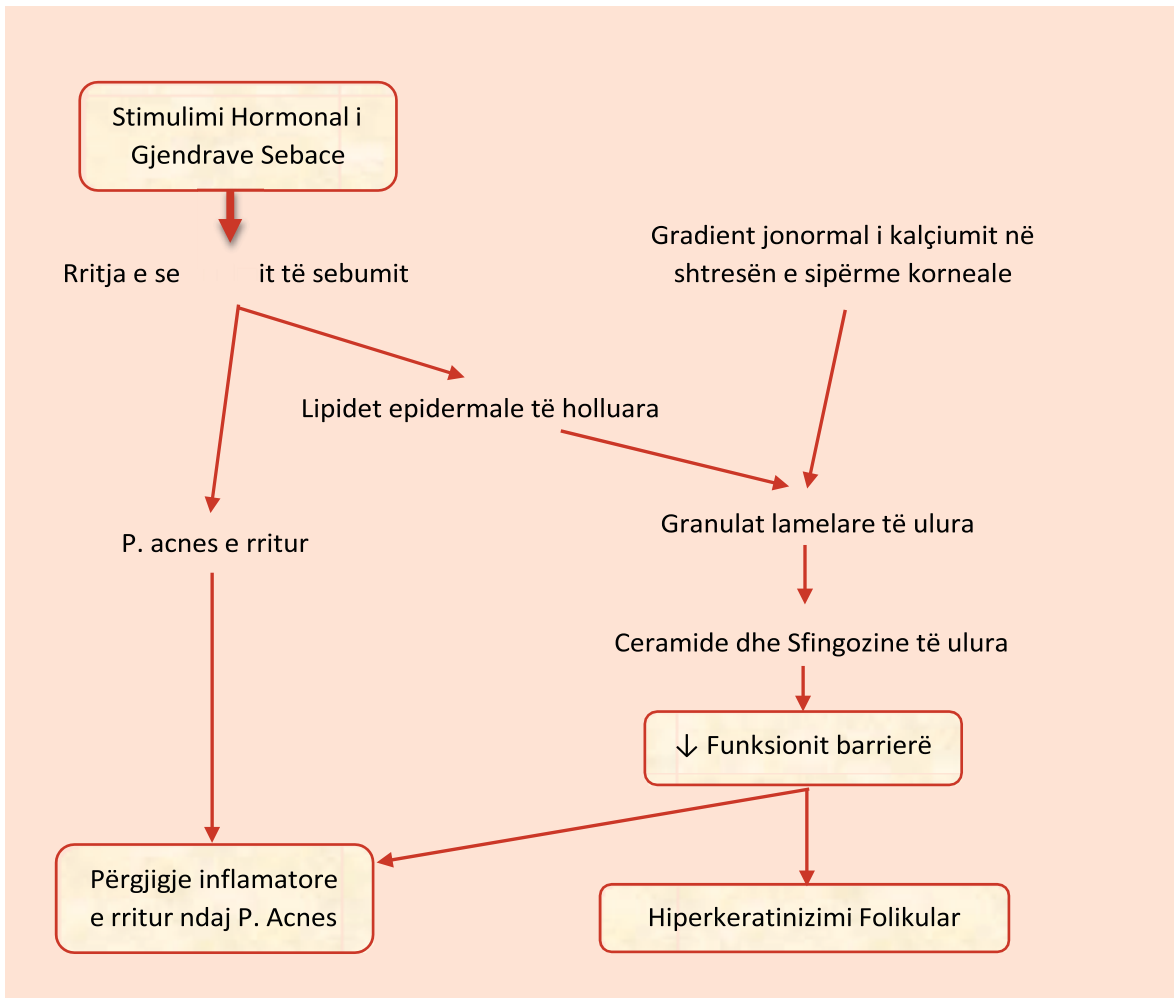 Stimulimi Hormonal i
Gjendrave Sebace
Gradient jonormal i kalçiumit në
shtresën e sipërme korneale
Rritja e se it të sebumit
Lipidet epidermale të holluara
Granulat lamelare të ulura
P. acnes e rritur
Ceramide dhe Sfingozine të ulura
↓ Funksionit barrierë
Përgjigje inflamatore
e rritur ndaj P. Acnes
Hiperkeratinizimi Folikular